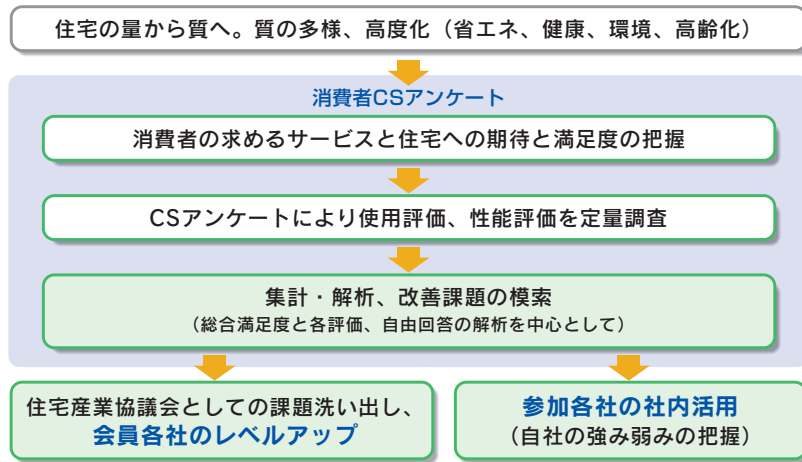 住宅の量から質へ。質の多様、高度化（省エネ、健康、環境、高齢化）
消費者CSアンケート
消費者の求めるサービスと住宅への期待と満足度の把握
CSアンケートにより使用評価、性能評価を定量調査
集計・解析、改善課題の模索
（総合満足度と各評価、自由回答の解析を中心として）
住宅産業協議会としての課題洗い出し、
会員各社のレベルアップ
参加各社の社内活用
（自社の強み弱みの把握）